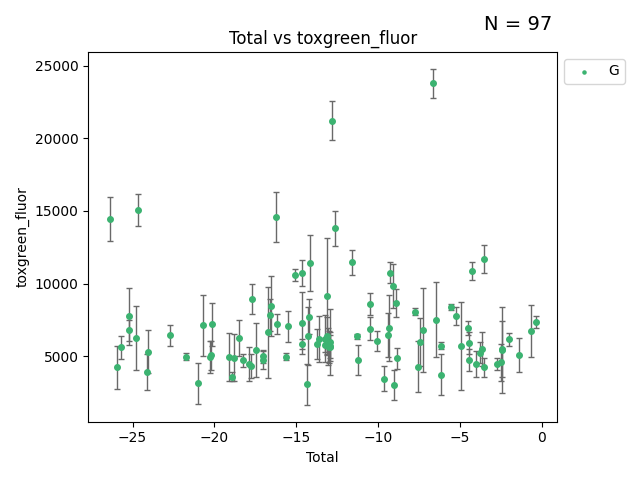 N = 97
Total vs toxgreen_fluor
G
toxgreen_fluor
25000
20000
15000
10000
5000
−25
−20
−15
−10
−5
0
Total